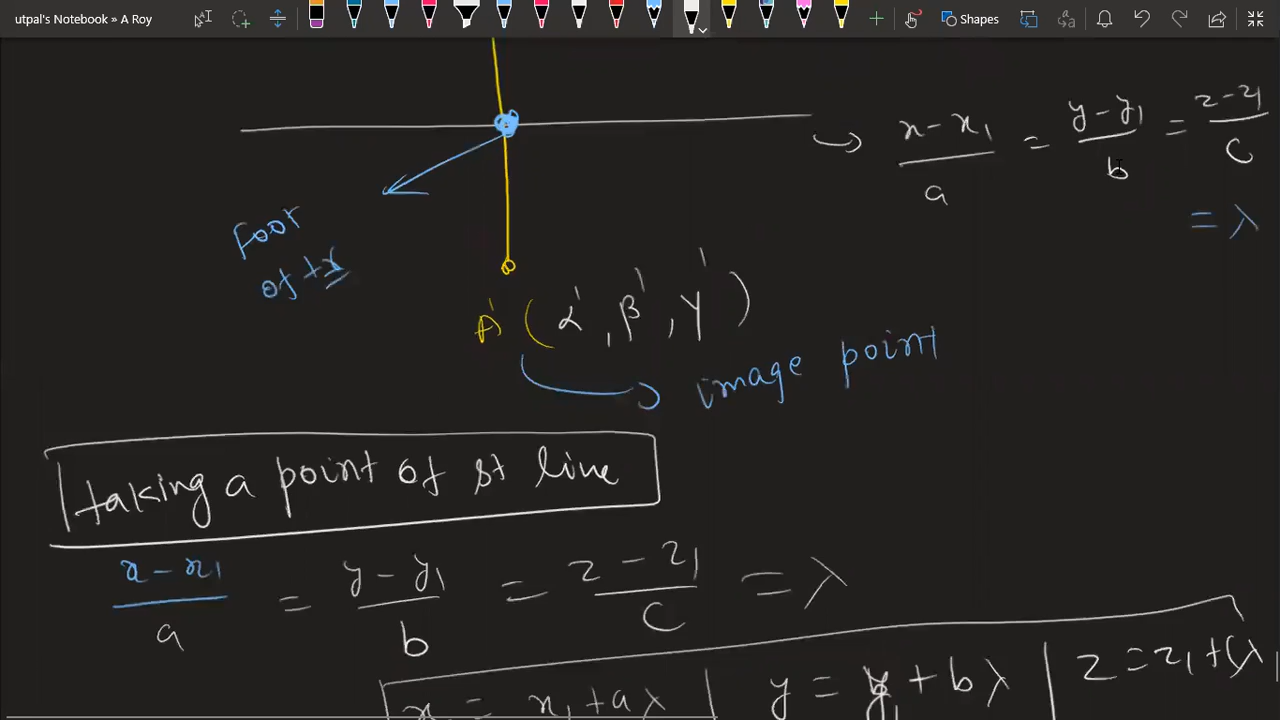 utpal's Notebook » A Roy
Shapes
→ x - x₁ / a = y - y₁ / b = z - z₁ / c
= λ
Foot
of ⊥r
A' (α', β', γ')
→ image point
taking a point of st line
x - x₁ / a = y - y₁ / b = z - z₁ / c = λ
x = x₁ + aλ | y = y₁ + bλ | z = z₁ + cλ